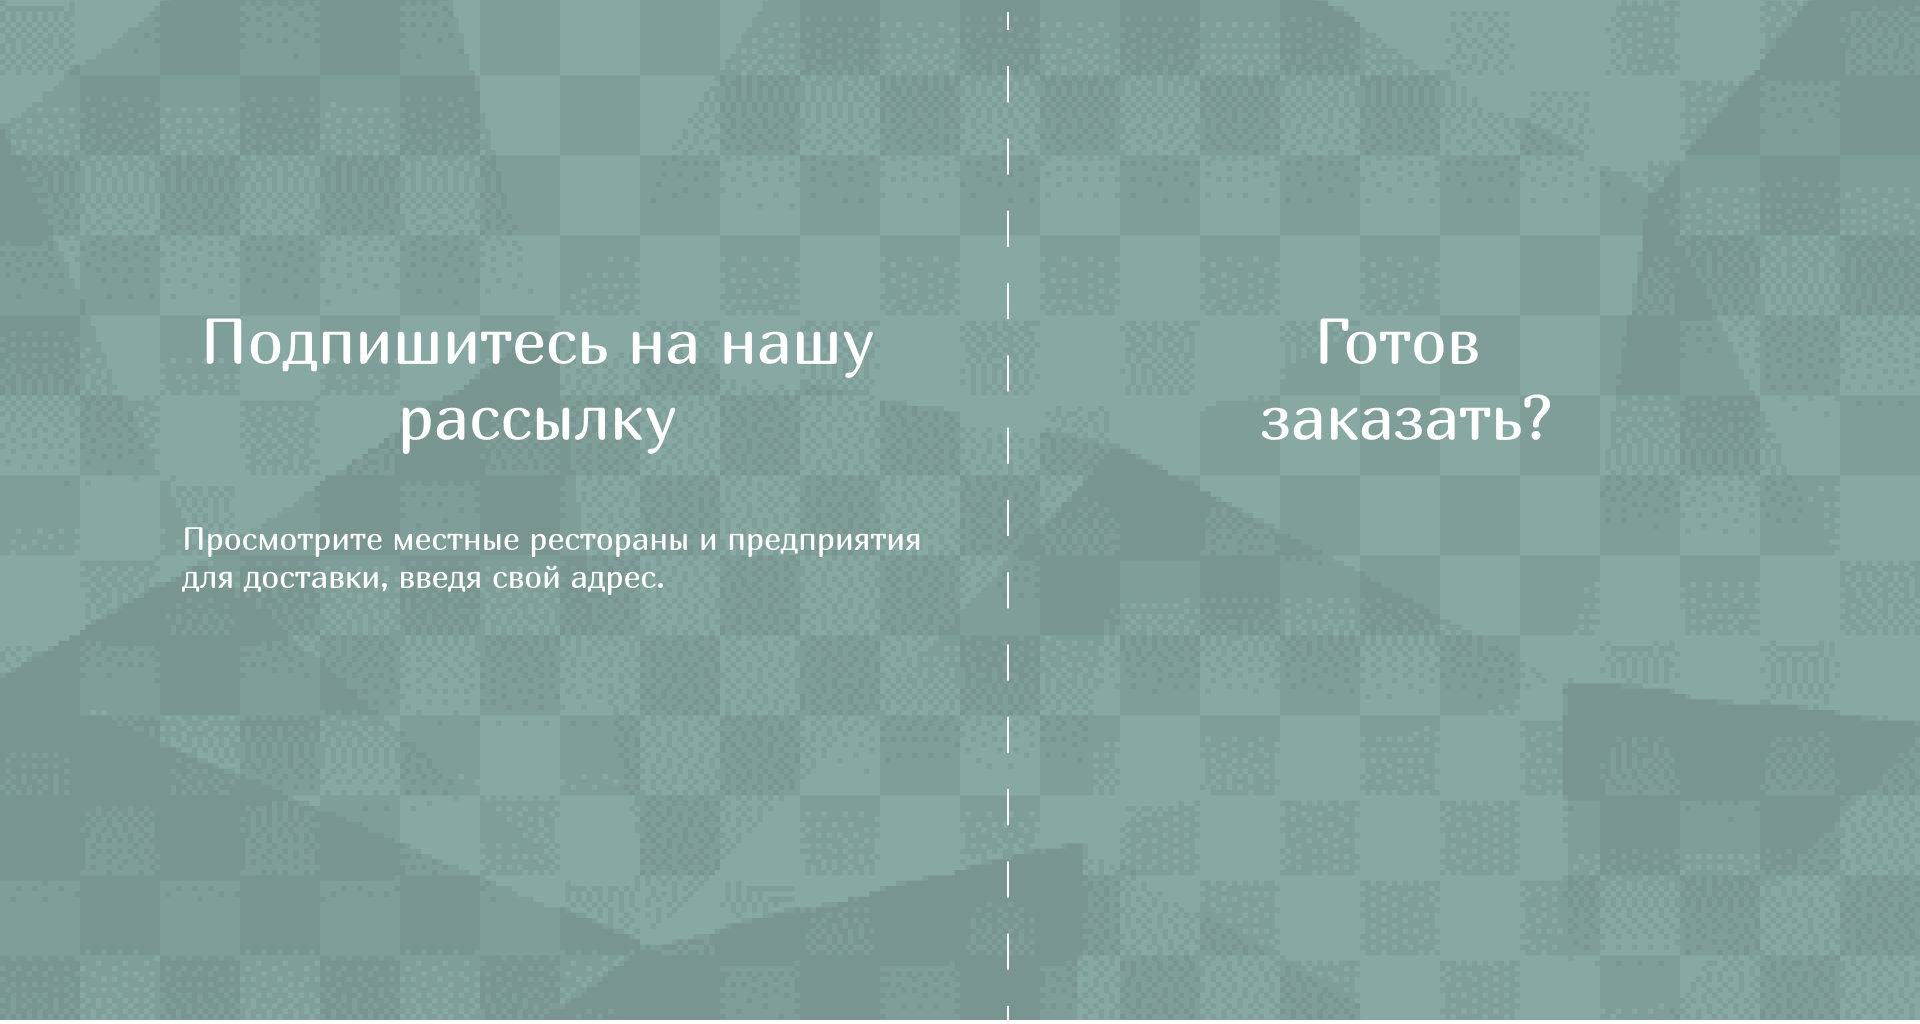 Подпишитесь на нашу
рассылку
Просмотрите местные рестораны и предприятия
для доставки, введя свой адрес.
Готов
заказать?